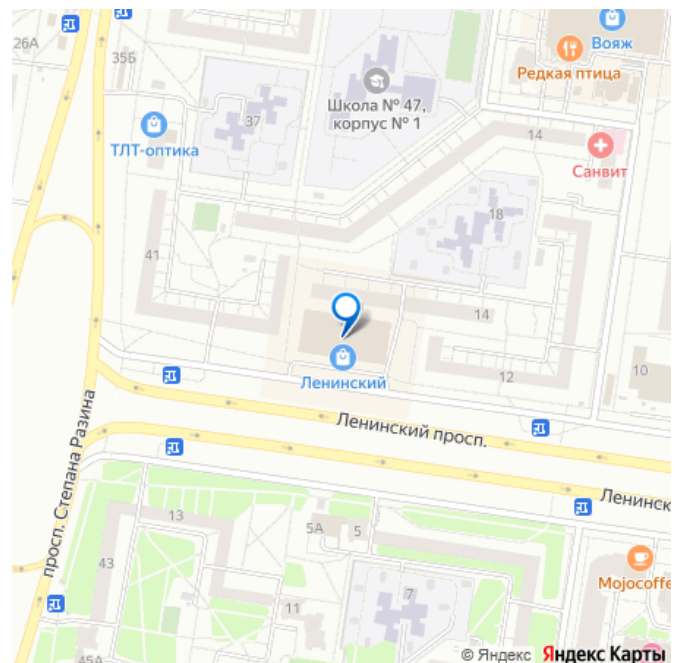 26А
35Б
Вояж
Редкая птица
Школа № 47,
корпус № 1
37
ТЛТ-оптика
14
Санвит
18
41
14
Ленинский
12
10
Ленинский просп.
просп. Степана Разина
Ленинск
13
5А
5
43
11
7
Mojocoffe
45А
© Яндекс Яндекс Карты